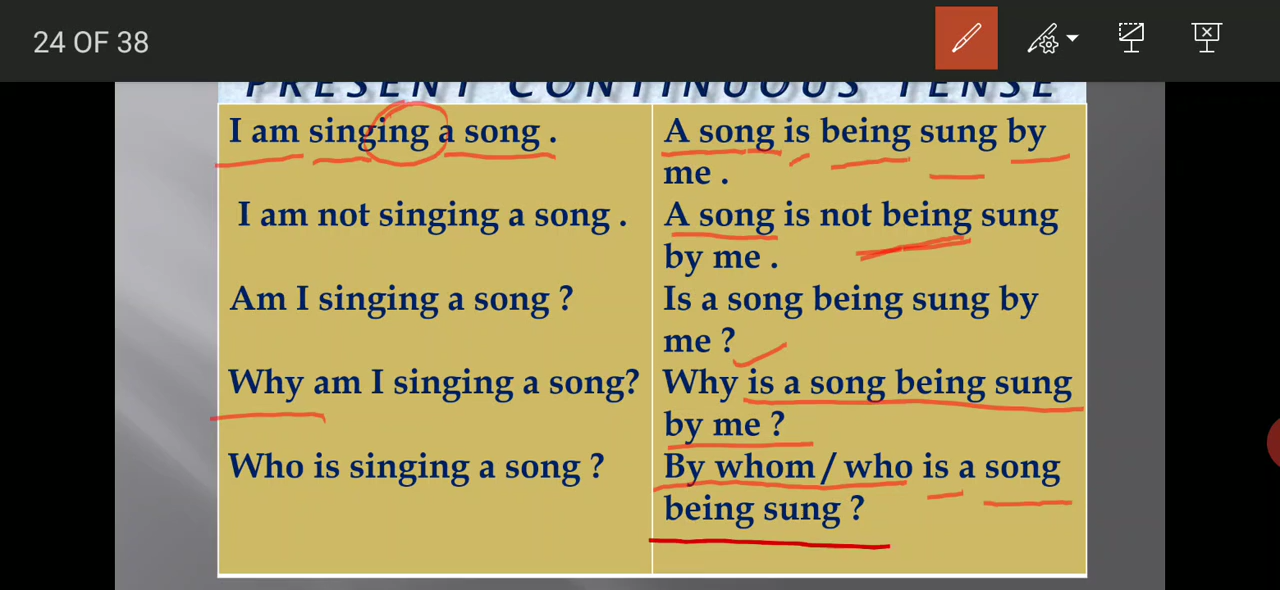 24 OF 38
PRESENT CONTINUOUS TENSE
I am singing a song .
A song is being sung by
me .
I am not singing a song .
A song is not being sung
by me .
Am I singing a song ?
Is a song being sung by
me ?
Why am I singing a song?
Why is a song being sung
by me ?
Who is singing a song ?
By whom / who is a song
being sung ?